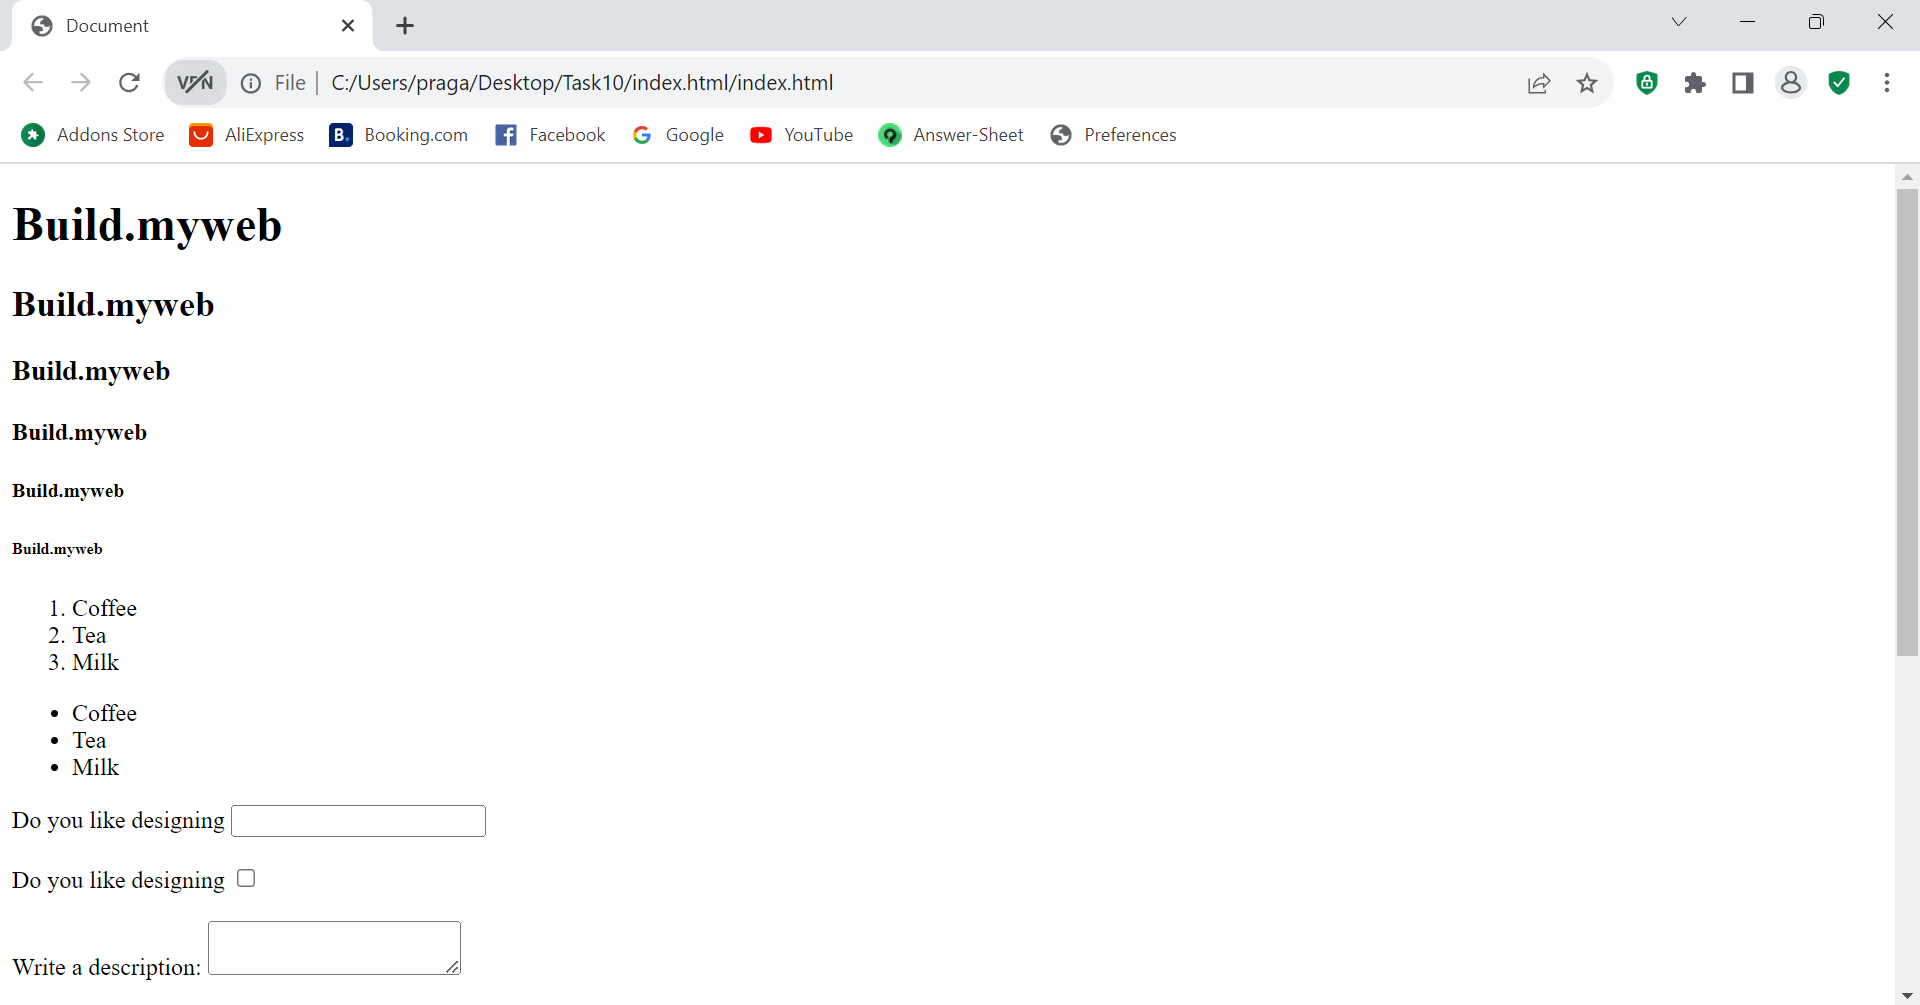 Document
VPN File C:/Users/praga/Desktop/Task10/index.html/index.html
Addons Store AliExpress B. Booking.com Facebook Google YouTube Answer-Sheet Preferences
Build.myweb
Build.myweb
Build.myweb
Build.myweb
Build.myweb
Build.myweb
1. Coffee
2. Tea
3. Milk
• Coffee
• Tea
• Milk
Do you like designing
Do you like designing
Write a description: